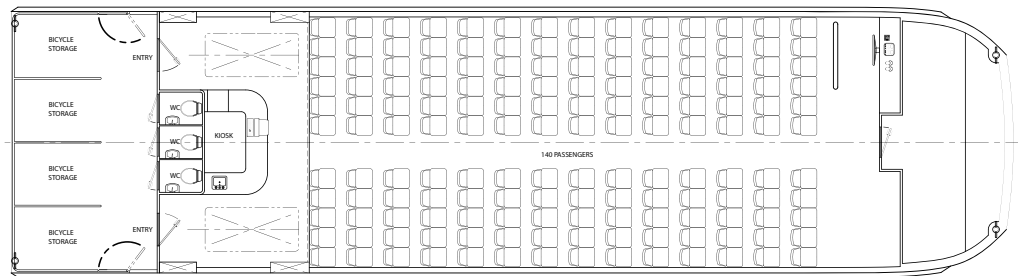 BICYCLE
STORAGE
ENTRY
BICYCLE
STORAGE
WC
KIOSK
WC
140 PASSENGERS
BICYCLE
STORAGE
WC
BICYCLE
STORAGE
ENTRY